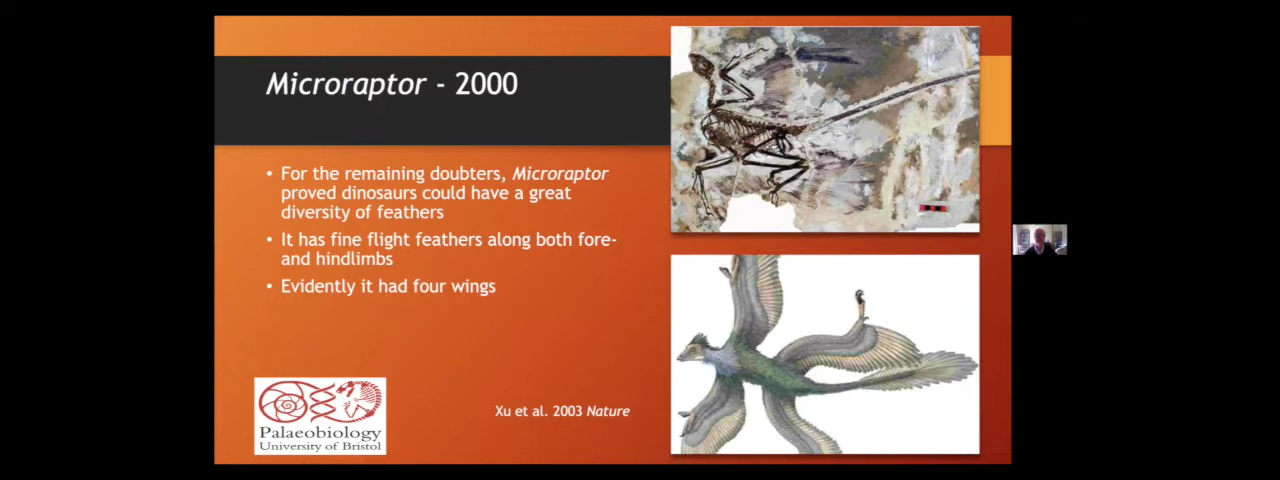 Microraptor - 2000
• For the remaining doubters, Microraptor
proved dinosaurs could have a great
diversity of feathers
• It has fine flight feathers along both fore-
and hindlimbs
• Evidently it had four wings
Xu et al. 2003 Nature
Palaeobiology
University of Bristol